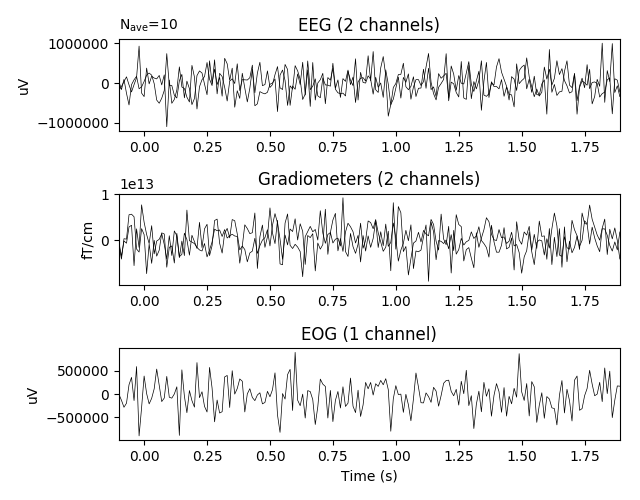 N_ave=10
EEG (2 channels)
1000000
0
−1000000
uV
0.00 0.25 0.50 0.75 1.00 1.25 1.50 1.75
1e13
Gradiometers (2 channels)
1
0
fT/cm
0.00 0.25 0.50 0.75 1.00 1.25 1.50 1.75
EOG (1 channel)
500000
0
−500000
uV
0.00 0.25 0.50 0.75 1.00 1.25 1.50 1.75
Time (s)